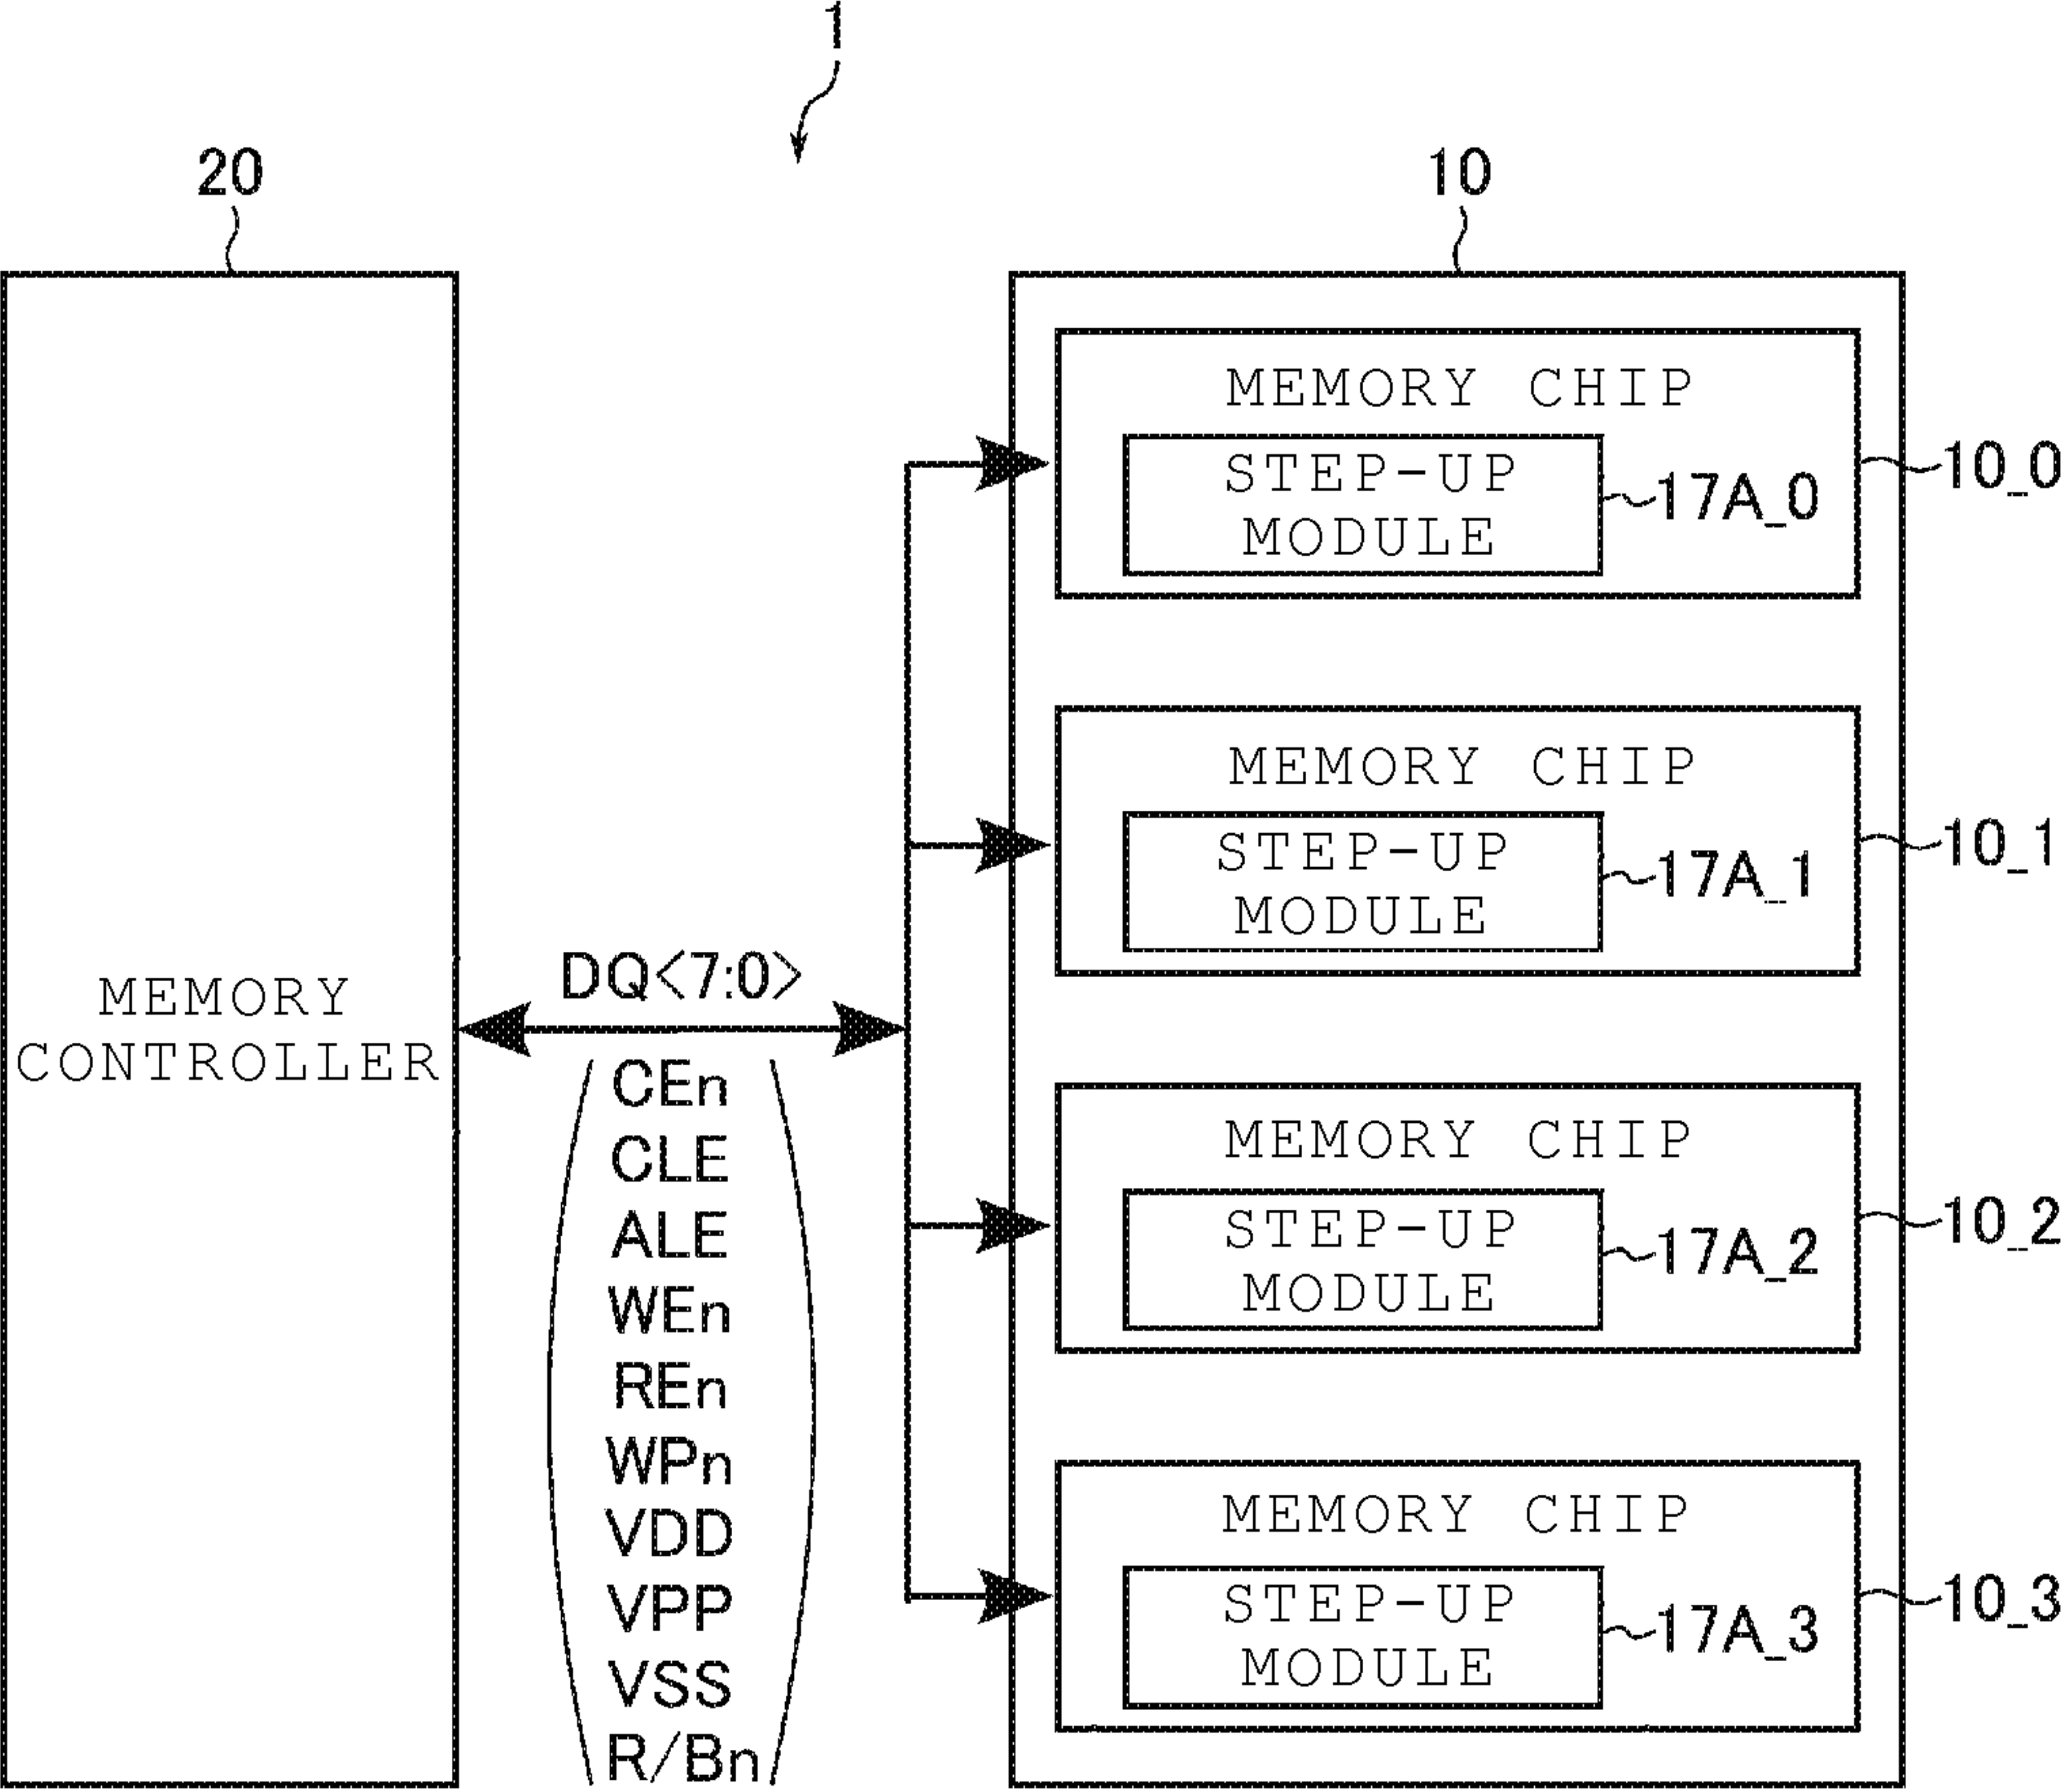 1
20
10
MEMORY CHIP
STEP-UP
MODULE
17A_0
10_0
MEMORY CHIP
STEP-UP
MODULE
17A_1
10_1
MEMORY
CONTROLLER
DQ<7:0>
CEn
CLE
ALE
WEn
REn
WPn
VDD
VPP
VSS
R/Bn
MEMORY CHIP
STEP-UP
MODULE
17A_2
10_2
MEMORY CHIP
STEP-UP
MODULE
17A_3
10_3